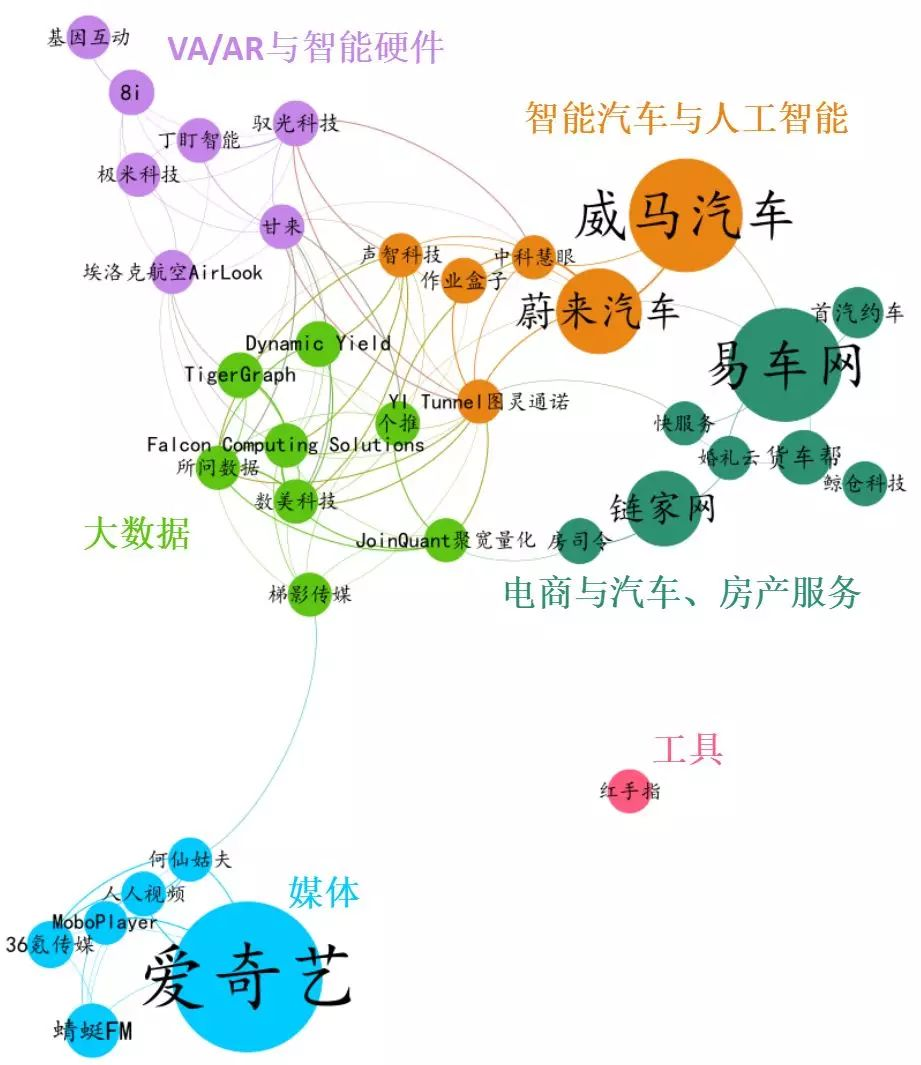 基因互动
VA/AR与智能硬件
8i
丁盯智能
驭光科技
极米科技
智能汽车与人工智能
威马汽车
甘来
声智科技
中科慧眼
埃洛克航空AirLook
作业盒子
蔚来汽车
首汽约车
Dynamic Yield
易车网
TigerGraph
YI Tunnel图灵通诺
个推
快服务
Falcon Computing Solutions
所问数据
婚礼云
货车帮
鲸仓科技
数美科技
链家网
大数据
JoinQuant聚宽量化
房司令
梯影传媒
电商与汽车、房产服务
工具
红手指
何仙姑夫
人人视频
媒体
MoboPlayer
36氪传媒
爱奇艺
蜻蜓FM